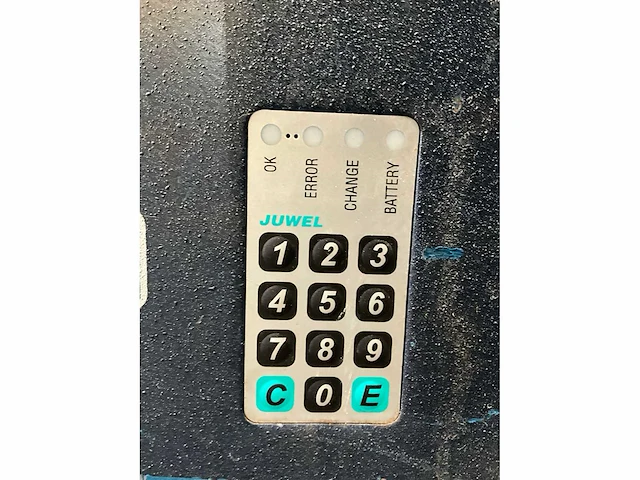 OK ERROR CHANGE BATTERY
JUWEL
1 2 3
4 5 6
7 8 9
C 0 E